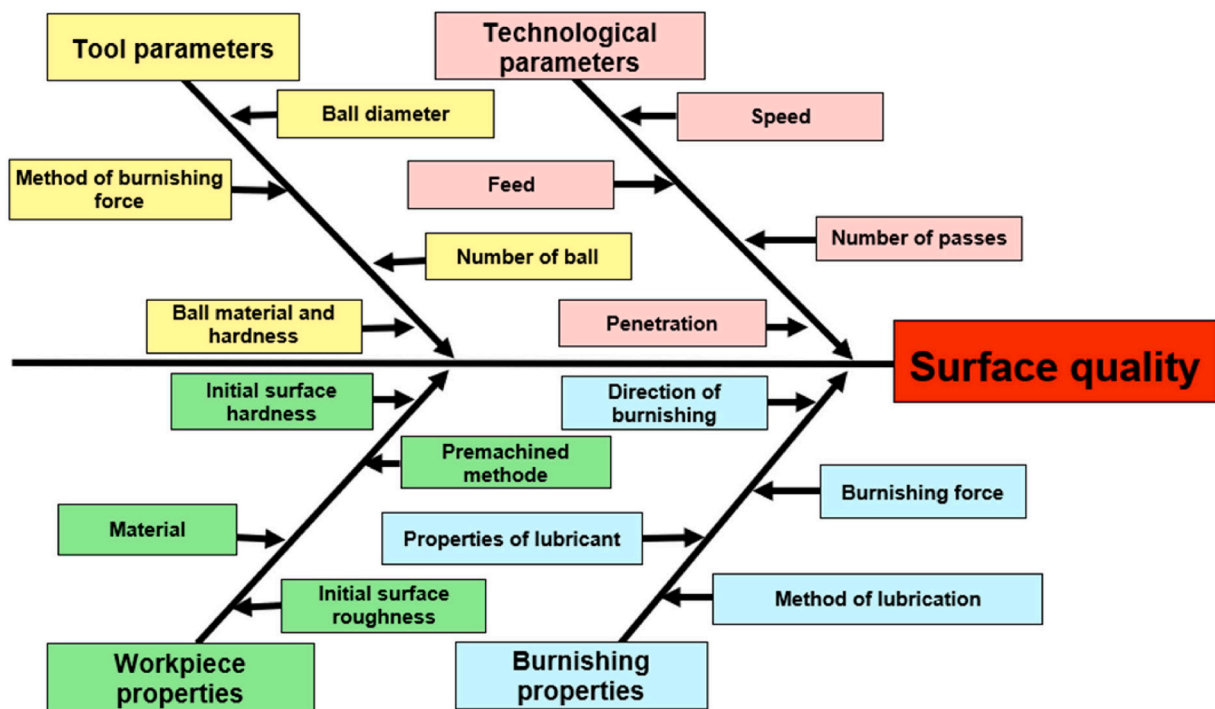 Tool parameters
Ball diameter
Method of burnishing
force
Number of ball
Ball material and
hardness
Technological
parameters
Speed
Feed
Number of passes
Penetration
Surface quality
Initial surface
hardness
Premachined
methode
Material
Initial surface
roughness
Workpiece
properties
Direction of
burnishing
Burnishing force
Properties of lubricant
Method of lubrication
Burnishing
properties